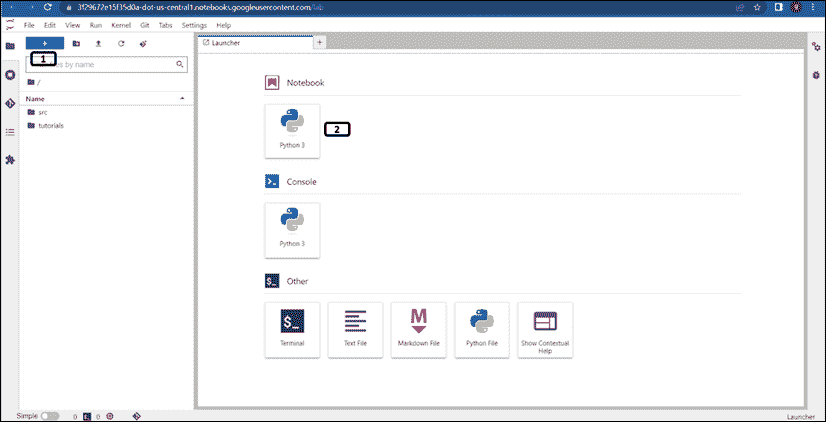 3f29672e15f35d0a-dot-us-central1.notebooks.googleusercontent.com/lab
File Edit View Run Kernel Git Tabs Settings Help
Launcher
1
by name
/
Name
src
tutorials
Notebook
Python 3
2
Console
Python 3
Other
$_
Terminal
Text File
M
Markdown File
Python File
Show Contextual
Help
Simple 0 0
Launcher